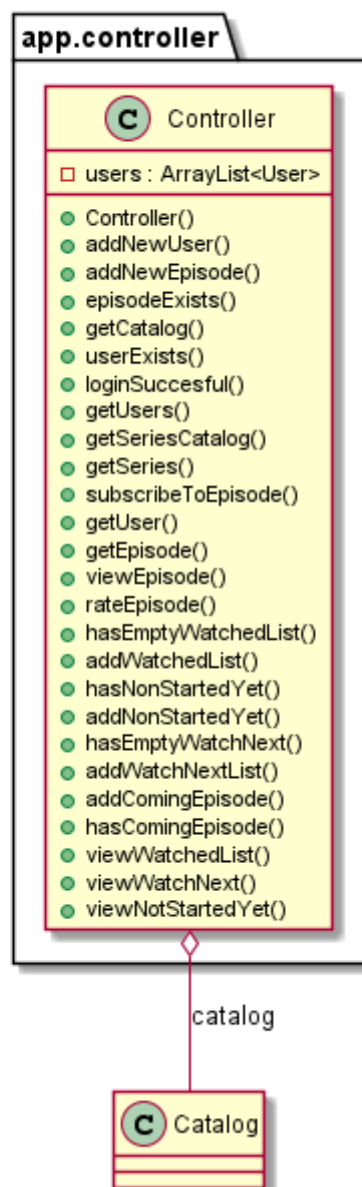 app.controller
C Controller
users : ArrayList<User>
Controller()
addNewUser()
addNewEpisode()
episodeExists()
getCatalog()
userExists()
loginSuccesful()
getUsers()
getSeriesCatalog()
getSeries()
subscribeToEpisode()
getUser()
getEpisode()
viewEpisode()
rateEpisode()
hasEmptyWatchedList()
addWatchedList()
hasNonStartedYet()
addNonStartedYet()
hasEmptyWatchNext()
addWatchNextList()
addComingEpisode()
hasComingEpisode()
viewWatchedList()
viewWatchNext()
viewNotStartedYet()
catalog
C Catalog